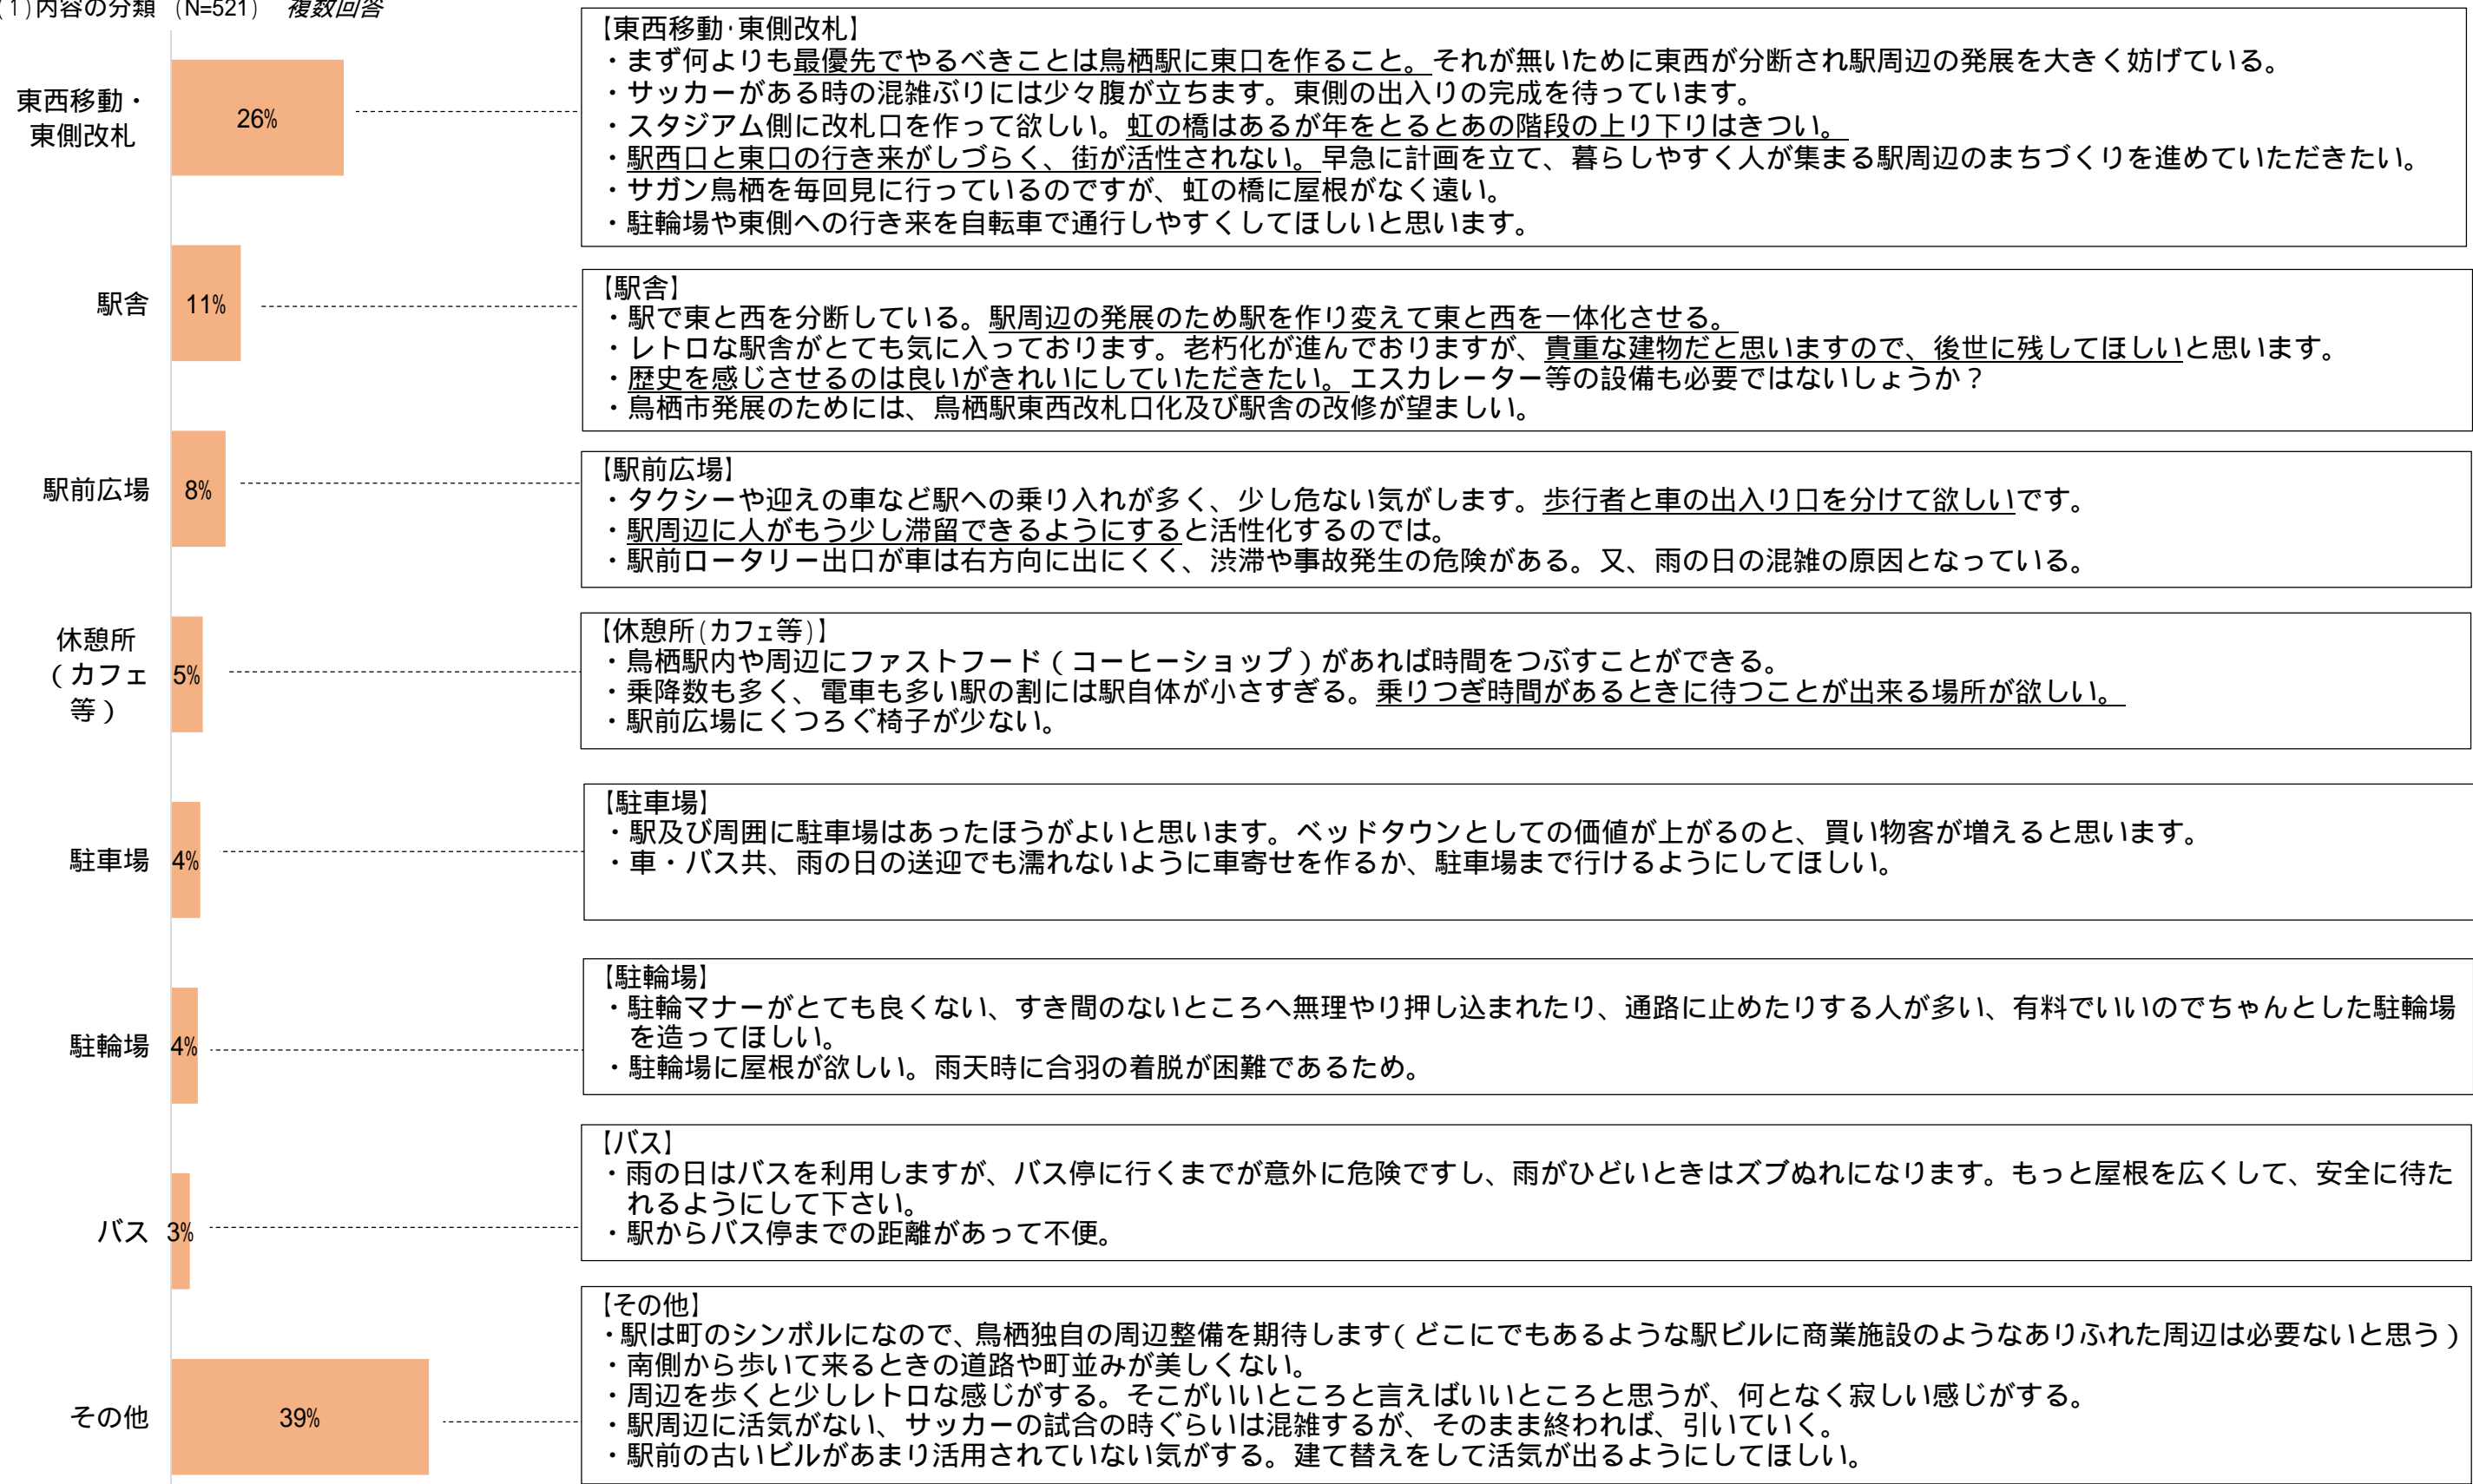 (1)内容の分類 (N=521) 複数回答
東西移動・
東側改札
26%
【東西移動・東側改札】
・まず何よりも最優先でやるべきことは鳥栖駅に東口を作ること。それが無いために東西が分断され駅周辺の発展を大きく妨げている。
・サッカーがある時の混雑ぶりには少々腹が立ちます。東側の出入りの完成を待っています。
・スタジアム側に改札口を作って欲しい。虹の橋はあるが年をとるとあの階段の上り下りはきつい。
・駅西口と東口の行き来がしづらく、街が活性されない。早急に計画を立て、暮らしやすく人が集まる駅周辺のまちづくりを進めていただきたい。
・サガン鳥栖を毎回見に行っているのですが、虹の橋に屋根がなく遠い。
・駐輪場や東側への行き来を自転車で通行しやすくしてほしいと思います。
駅舎
11%
【駅舎】
・駅で東と西を分断している。駅周辺の発展のため駅を作り変えて東と西を一体化させる。
・レトロな駅舎がとても気に入っております。老朽化が進んでおりますが、貴重な建物だと思いますので、後世に残してほしいと思います。
・歴史を感じさせるのは良いがきれいにしていただきたい。エスカレーター等の設備も必要ではないしょうか?
・鳥栖市発展のためには、鳥栖駅東西改札口化及び駅舎の改修が望ましい。
駅前広場
8%
【駅前広場】
・タクシーや迎えの車など駅への乗り入れが多く、少し危ない気がします。歩行者と車の出入り口を分けて欲しいです。
・駅周辺に人がもう少し滞留できるようにすると活性化するのでは。
・駅前ロータリー出口が車は右方向に出にくく、渋滞や事故発生の危険がある。又、雨の日の混雑の原因となっている。
休憩所
(カフェ
等)
5%
【休憩所(カフェ等)】
・鳥栖駅内や周辺にファストフード(コーヒーショップ)があれば時間をつぶすことができる。
・乗降数も多く、電車も多い駅の割には駅自体が小さすぎる。乗りつぎ時間があるときに待つことが出来る場所が欲しい。
・駅前広場にくつろぐ椅子が少ない。
駐車場
4%
【駐車場】
・駅及び周囲に駐車場はあったほうがよいと思います。ベッドタウンとしての価値が上がるのと、買い物客が増えると思います。
・車・バス共、雨の日の送迎でも濡れないように車寄せを作るか、駐車場まで行けるようにしてほしい。
駐輪場
4%
【駐輪場】
・駐輪マナーがとても良くない、すき間のないところへ無理やり押し込まれたり、通路に止めたりする人が多い、有料でいいのでちゃんとした駐輪場
を造ってほしい。
・駐輪場に屋根が欲しい。雨天時に合羽の着脱が困難であるため。
バス
3%
【バス】
・雨の日はバスを利用しますが、バス停に行くまでが意外に危険ですし、雨がひどいときはズブぬれになります。もっと屋根を広くして、安全に待た
れるようにして下さい。
・駅からバス停までの距離があって不便。
その他
39%
【その他】
・駅は町のシンボルになので、鳥栖独自の周辺整備を期待します(どこにでもあるような駅ビルに商業施設のようなありふれた周辺は必要ないと思う)
・南側から歩いて来るときの道路や町並みが美しくない。
・周辺を歩くと少しレトロな感じがする。そこがいいところと言えばいいところと思うが、何となく寂しい感じがする。
・駅周辺に活気がない、サッカーの試合の時ぐらいは混雑するが、そのまま終われば、引いていく。
・駅前の古いビルがあまり活用されていない気がする。建て替えをして活気が出るようにしてほしい。